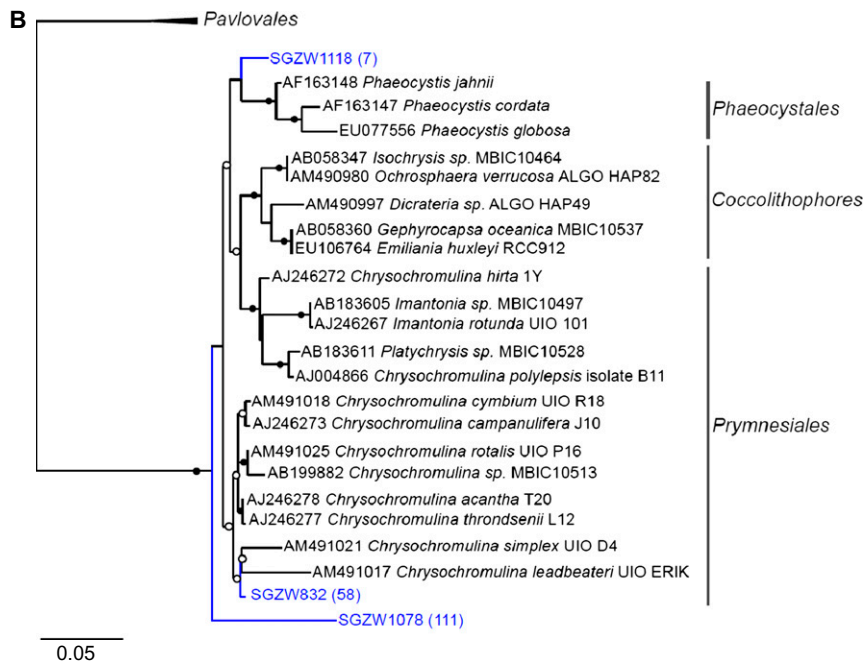 B
Pavlovales
SGZW1118 (7)
AF163148 Phaeocystis jahnii
AF163147 Phaeocystis cordata
EU077556 Phaeocystis globosa
Phaeocystales
AB058347 Isochrysis sp. MBIC10464
AM490980 Ochrosphaera verrucosa ALGO HAP82
AM490997 Dicrateria sp. ALGO HAP49
AB058360 Gephyrocapsa oceanica MBIC10537
EU106764 Emiliania huxleyi RCC912
Coccolithophores
AJ246272 Chrysochromulina hirta 1Y
AB183605 Imantonia sp. MBIC10497
AJ246267 Imantonia rotunda UIO 101
AB183611 Platychrysis sp. MBIC10528
AJ004866 Chrysochromulina polylepsis isolate B11
AM491018 Chrysochromulina cymbium UIO R18
AJ246273 Chrysochromulina campanulifera J10
AM491025 Chrysochromulina rotalis UIO P16
AB199882 Chrysochromulina sp. MBIC10513
AJ246278 Chrysochromulina acantha T20
AJ246277 Chrysochromulina throndsenii L12
AM491021 Chrysochromulina simplex UIO D4
AM491017 Chrysochromulina leadbeateri UIO ERIK
SGZW832 (58)
Prymnesiales
SGZW1078 (111)
0.05